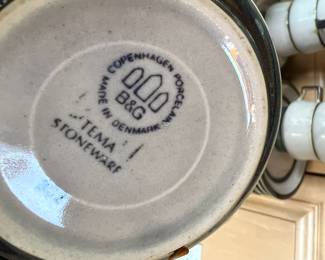 COPENHAGEN PORCELAIN
B&G
MADE IN DENMARK
TEMA
STONEWARE